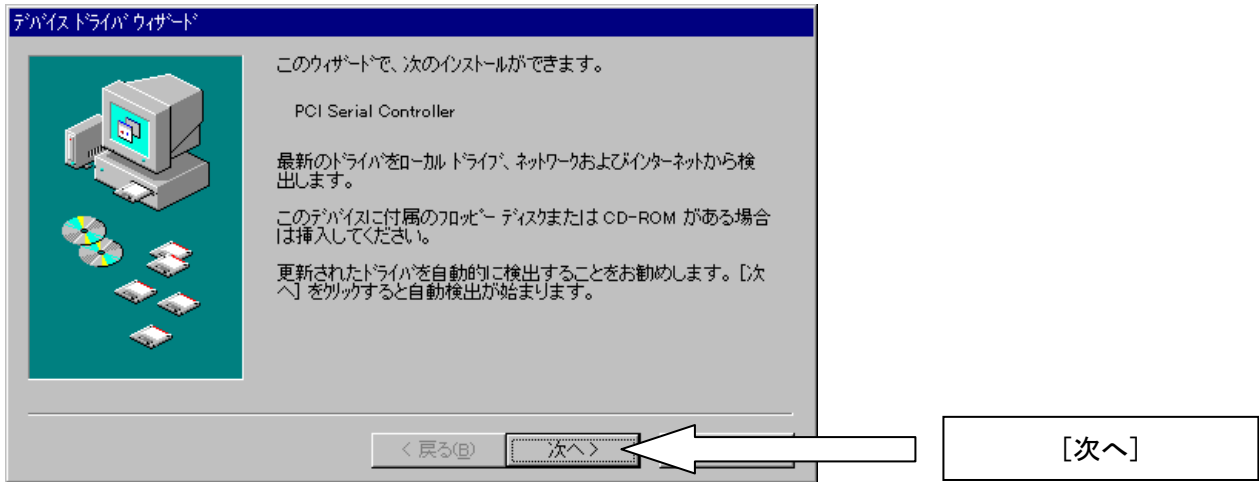 ﾃﾞﾊﾞｲｽ ﾄﾞﾗｲﾊﾞ ｳｨｻﾞｰﾄﾞ
このｳｨｻﾞｰﾄﾞで、次のｲﾝｽﾄｰﾙができます。
PCI Serial Controller
最新のﾄﾞﾗｲﾊﾞをﾛｰｶﾙ ﾄﾞﾗｲﾌﾞ、ﾈｯﾄﾜｰｸおよびｲﾝﾀｰﾈｯﾄから検
出します。
このﾃﾞﾊﾞｲｽに付属のﾌﾛｯﾋﾟｰ ﾃﾞｨｽｸまたは CD-ROM がある場合
は挿入してください。
更新されたﾄﾞﾗｲﾊﾞを自動的に検出することをお勧めします。[次
へ] をｸﾘｯｸすると自動検出が始まります。
< 戻る(B)
次へ >
[次へ]